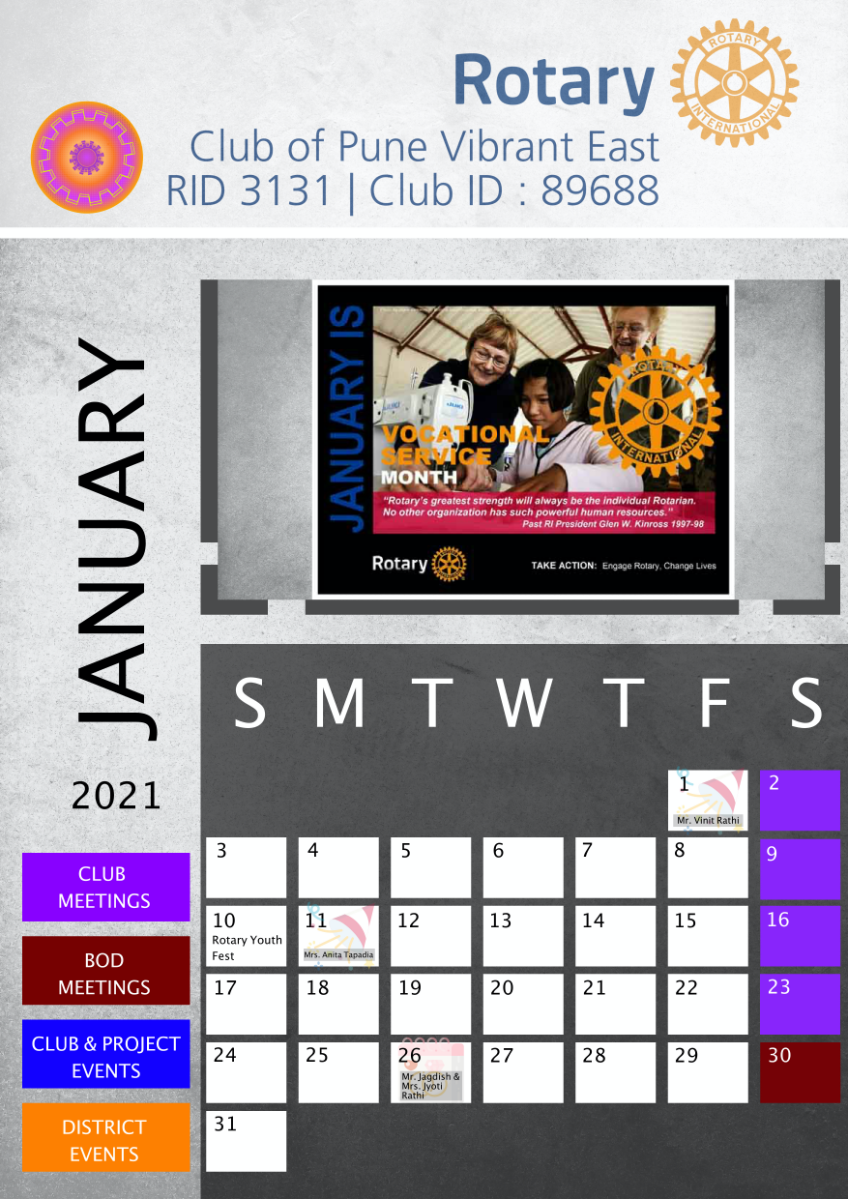 Rotary
ROTARY
INTERNATIONAL
Club of Pune Vibrant East
RID 3131 | Club ID : 89688
JANUARY
2021
JANUARY IS
ROTARY
INTERNATIONAL
VOCATIONAL
SERVICE
MONTH
"Rotary's greatest strength will always be the individual Rotarian.
No other organization has such powerful human resources."
Past RI President Glen W. Kinross 1997-98
Rotary
TAKE ACTION: Engage Rotary, Change Lives
S M T W T F S
1 2
Mr. Vinit Rathi
3 4 5 6 7 8 9
10 11 12 13 14 15 16
Rotary Youth
Fest
Mrs. Anita Tapadia
17 18 19 20 21 22 23
24 25 26 27 28 29 30
Mr. Jagdish &
Mrs. Jyoti
Rathi
31
CLUB
MEETINGS
BOD
MEETINGS
CLUB & PROJECT
EVENTS
DISTRICT
EVENTS